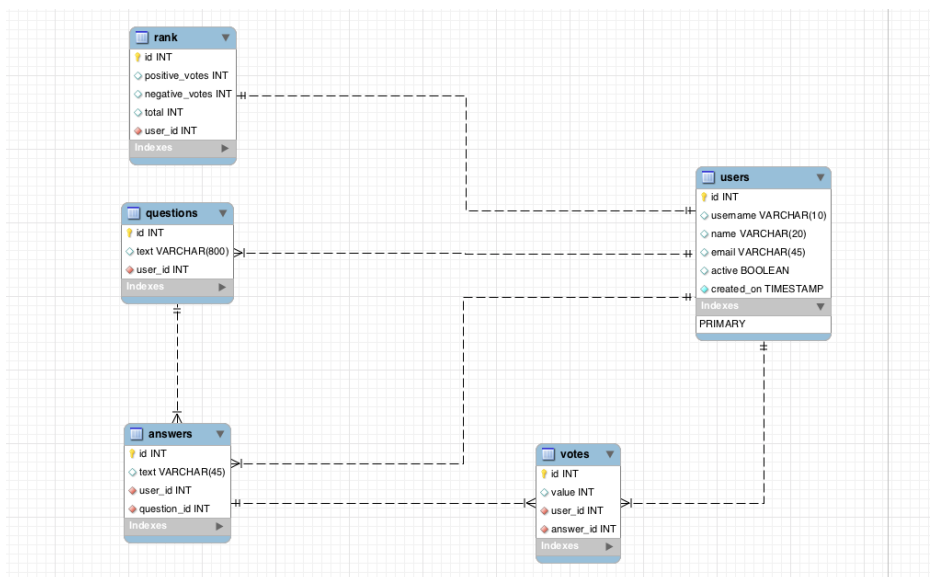 rank
id INT
positive_votes INT
negative_votes INT
total INT
user_id INT
Indexes
questions
id INT
text VARCHAR(800)
user_id INT
Indexes
users
id INT
username VARCHAR(10)
name VARCHAR(20)
email VARCHAR(45)
active BOOLEAN
created_on TIMESTAMP
Indexes
PRIMARY
answers
id INT
text VARCHAR(45)
user_id INT
question_id INT
Indexes
votes
id INT
value INT
user_id INT
answer_id INT
Indexes